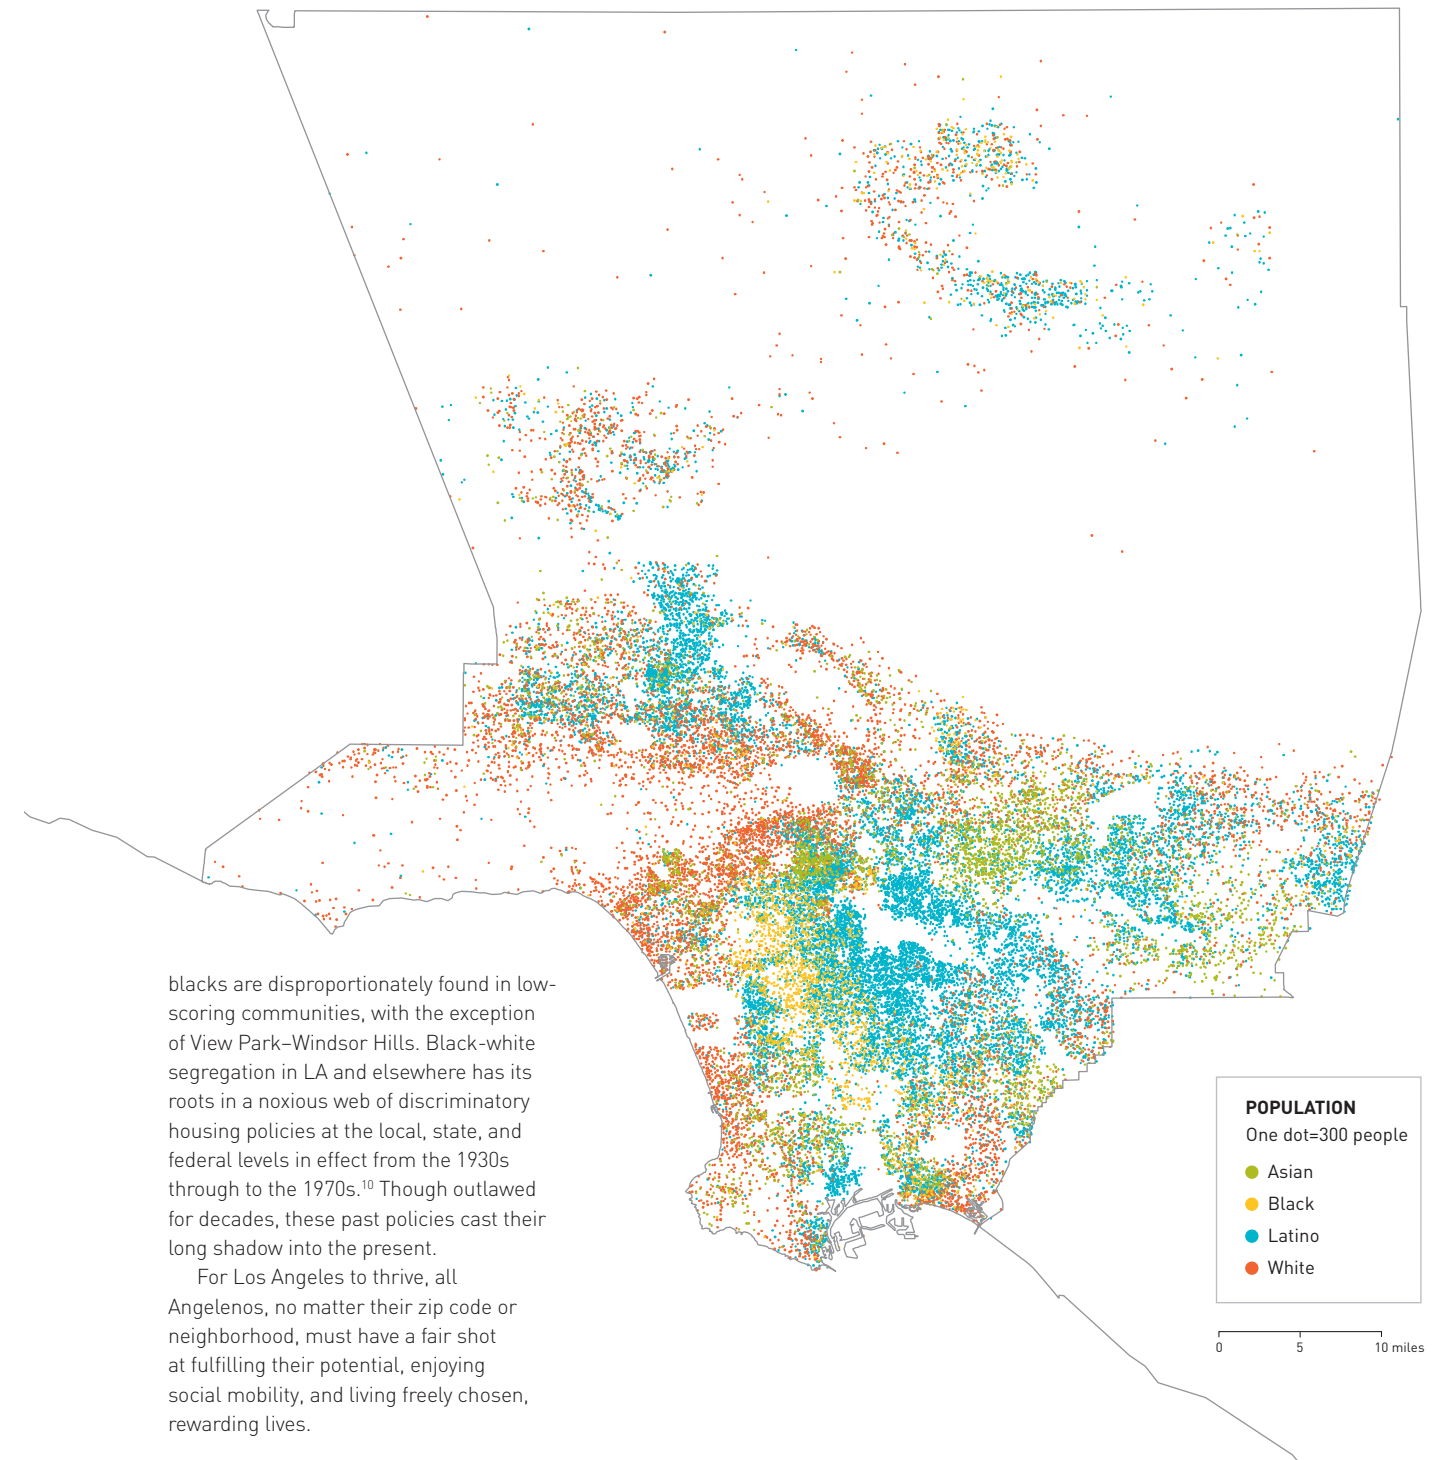 blacks are disproportionately found in low-
scoring communities, with the exception
of View Park–Windsor Hills. Black-white
segregation in LA and elsewhere has its
roots in a noxious web of discriminatory
housing policies at the local, state, and
federal levels in effect from the 1930s
through to the 1970s.¹⁰ Though outlawed
for decades, these past policies cast their
long shadow into the present.
For Los Angeles to thrive, all
Angelenos, no matter their zip code or
neighborhood, must have a fair shot
at fulfilling their potential, enjoying
social mobility, and living freely chosen,
rewarding lives.
POPULATION
One dot=300 people
Asian
Black
Latino
White
0 5 10 miles